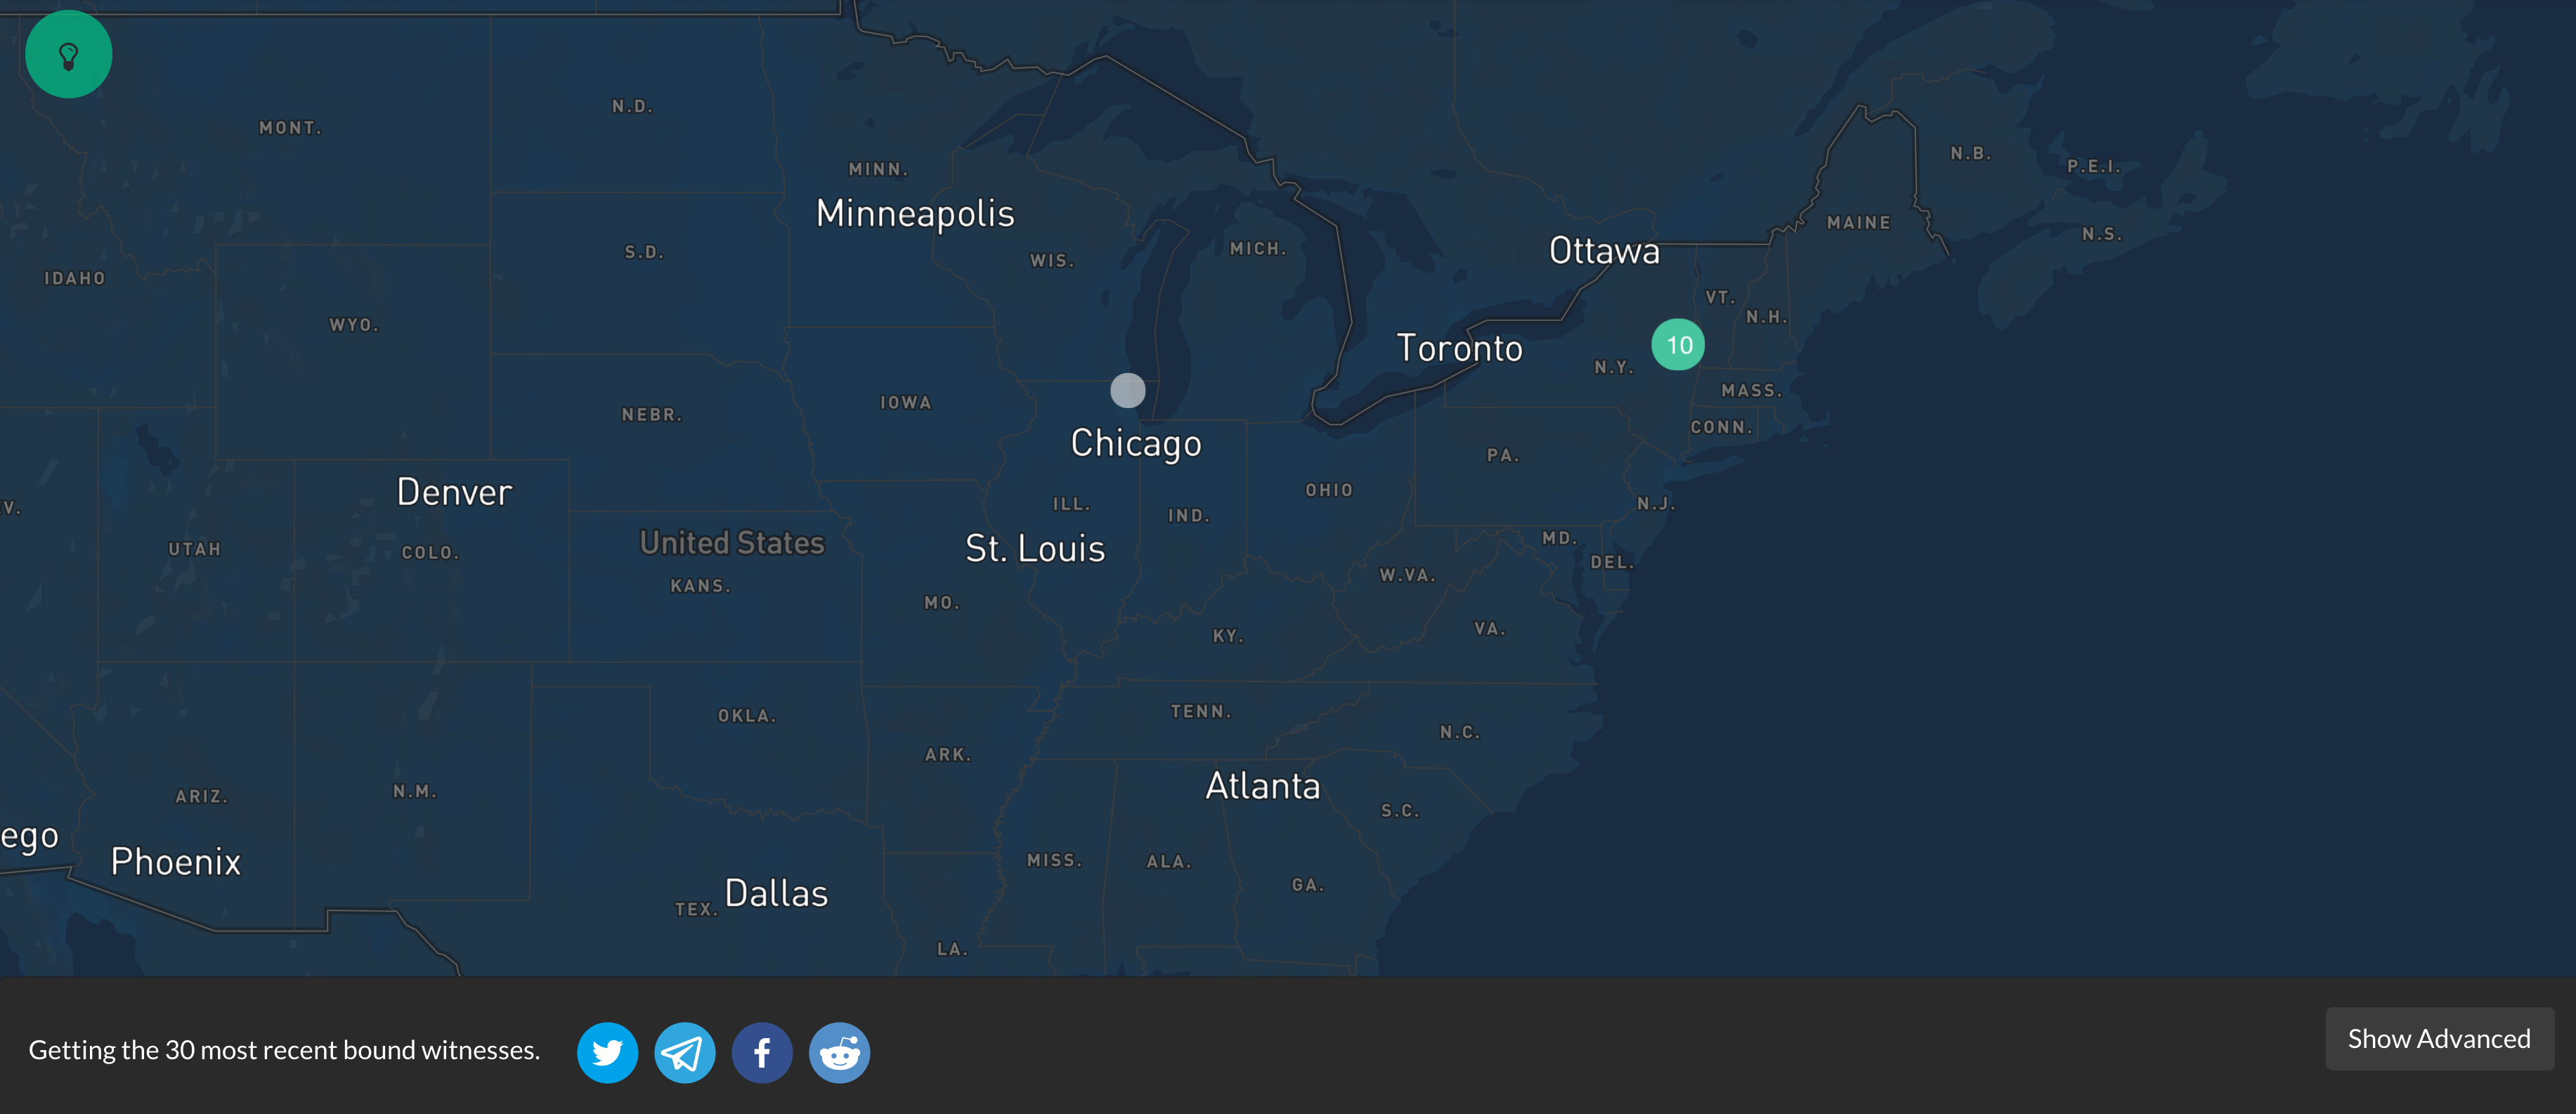 N.D.
MONT.
N.B.
P.E.I.
MINN.
Minneapolis
MAINE
N.S.
S.D.
WIS.
MICH.
Ottawa
IDAHO
VT.
N.H.
WYO.
Toronto
10
N.Y.
MASS.
NEBR.
IOWA
CONN.
Chicago
PA.
Denver
OHIO
ILL.
N.J.
V.
IND.
United States
St. Louis
MD.
UTAH
COLO.
DEL.
KANS.
W.VA.
MO.
VA.
KY.
OKLA.
TENN.
N.C.
ARK.
ARIZ.
N.M.
Atlanta
S.C.
ego
Phoenix
MISS.
ALA.
GA.
TEX.
Dallas
LA.
Getting the 30 most recent bound witnesses.
Show Advanced